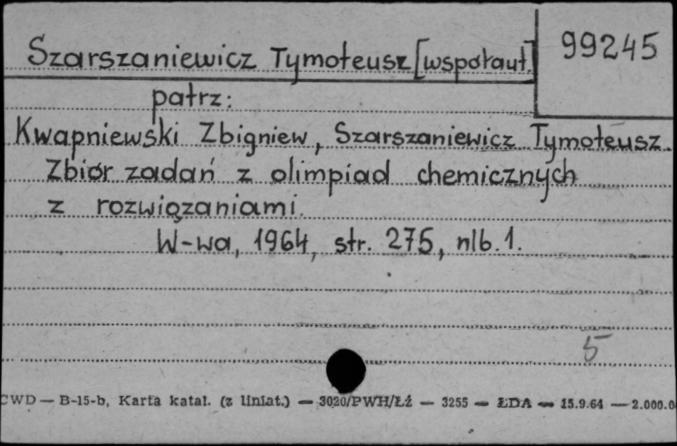 Szarszaniewicz Tymoteusz [współaut.]
99245
patrz:
Kwapniewski Zbigniew, Szarszaniewicz Tymoteusz.
Zbiór zadań z olimpiad chemicznych
z rozwiązaniami.
W-wa, 1964, str. 275, nlb. 1.
5
CWD — B-15-b, Karta katal. (z liniat.) — 3020/PWH/Łź — 3255 — ŁDA — 15.9.64 — 2.000.0